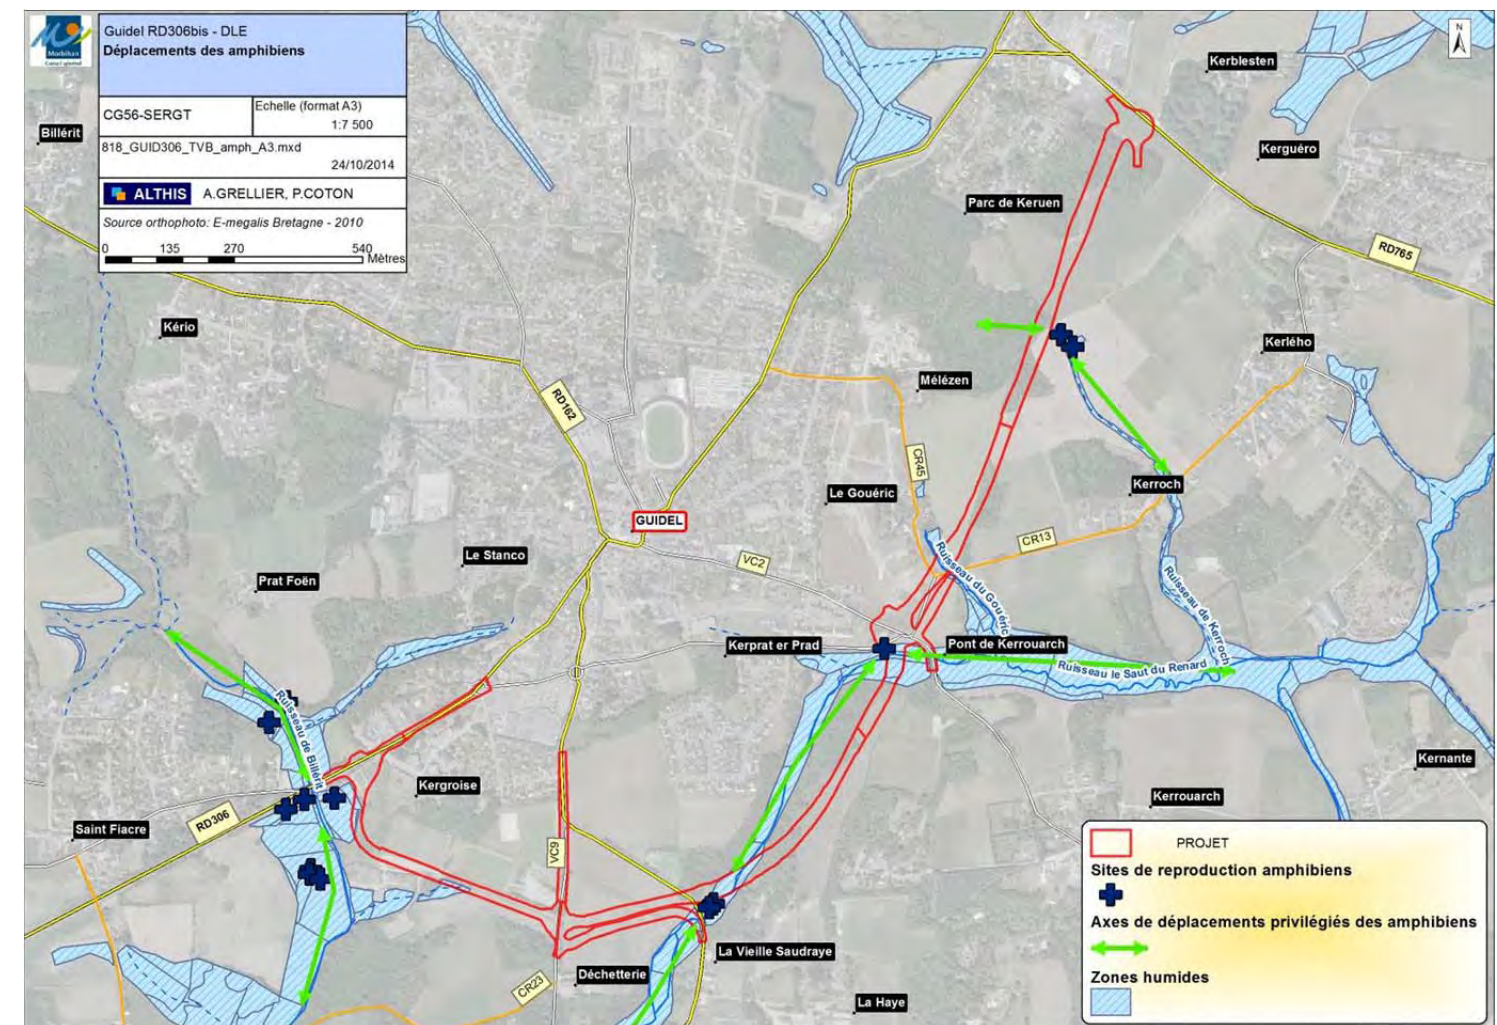 Morbihan
Conseil général
Guidel RD306bis - DLE
Déplacements des amphibiens
CG56-SERGT
Echelle (format A3)
1:7 500
818_GUID306_TVB_amph_A3.mxd
24/10/2014
ALTHIS A.GRELLIER, P.COTON
Source orthophoto: E-megalis Bretagne - 2010
0 135 270 540
Mètres
N
Kerblesten
Billérit
Kerguéro
Parc de Keruen
RD765
Kério
Kerlého
Mélézen
RD162
CR45
Kerroch
Le Gouéric
GUIDEL
CR13
Le Stanco
VC2
Prat Foën
Ruisseau du Gouéric
Ruisseau de Kerroch
Kerprat er Prad
Pont de Kerrouarch
Ruisseau le Saut du Renard
Ruisseau de Billérit
Kernante
Kergroise
Kerrouarch
Saint Fiacre
RD306
VC9
La Vieille Saudraye
Déchetterie
CR23
La Haye
PROJET
Sites de reproduction amphibiens
Axes de déplacements privilégiés des amphibiens
Zones humides